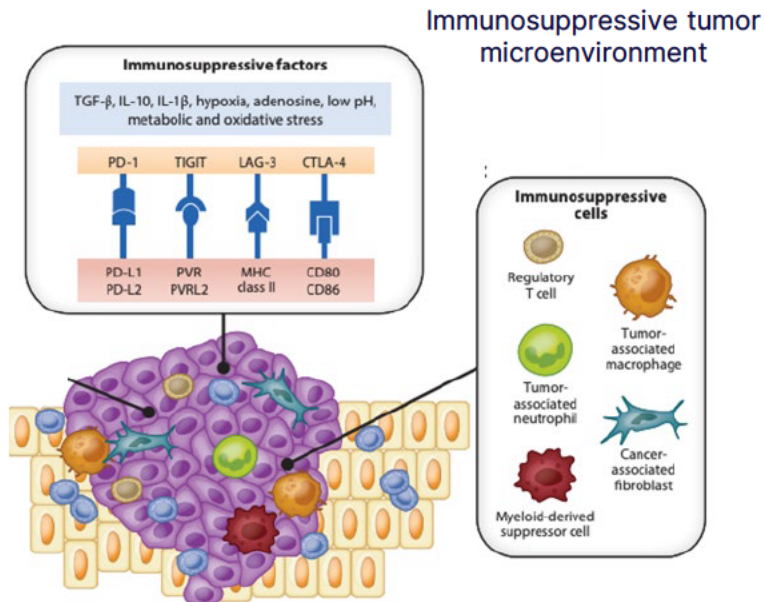 Immunosuppressive tumor
microenvironment
Immunosuppressive factors
TGF-β, IL-10, IL-1β, hypoxia, adenosine, low pH,
metabolic and oxidative stress
PD-1 TIGIT LAG-3 CTLA-4
PD-L1 PVR MHC CD80
PD-L2 PVRL2 class II CD86
:
Immunosuppressive
cells
Regulatory
T cell
Tumor-
associated
macrophage
Tumor-
associated
neutrophil
Cancer-
associated
fibroblast
Myeloid-derived
suppressor cell